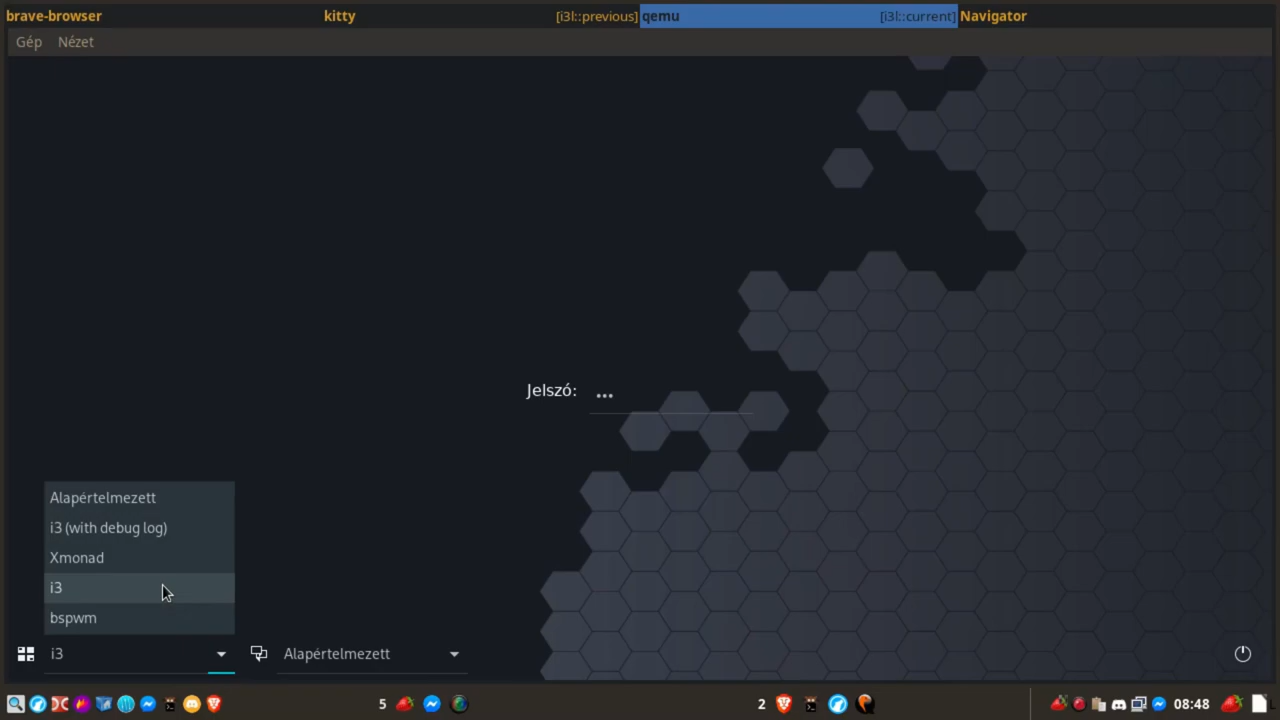 brave-browser kitty [i3l::previous] qemu [i3l::current] Navigator
Gép Nézet
Jelszó: •••
Alapértelmezett
i3 (with debug log)
Xmonad
i3
bspwm
i3 Alapértelmezett
5 2 08:48